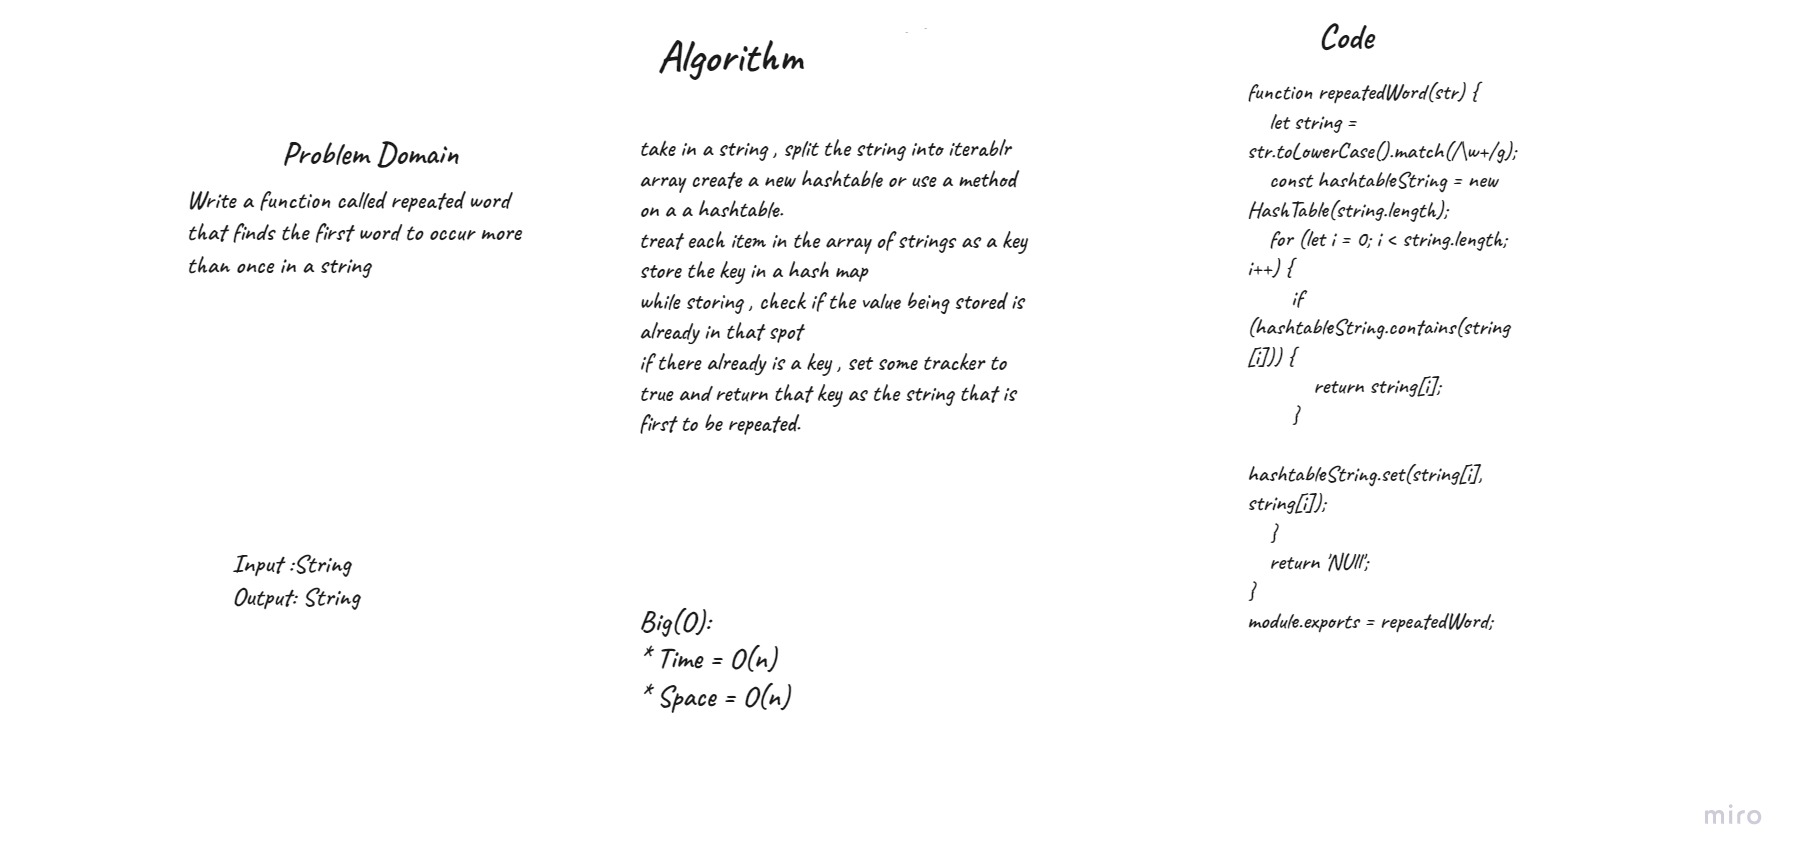 Problem Domain
Write a function called repeated word
that finds the first word to occur more
than once in a string
Input :String
Output: String
Algorithm
take in a string , split the string into iterablr
array create a new hashtable or use a method
on a a hashtable.
treat each item in the array of strings as a key
store the key in a hash map
while storing , check if the value being stored is
already in that spot
if there already is a key , set some tracker to
true and return that key as the string that is
first to be repeated.
Big(O):
* Time = O(n)
* Space = O(n)
Code
function repeatedWord(str) {
let string =
str.toLowerCase().match(/\w+/g);
const hashtableString = new
HashTable(string.length);
for (let i = 0; i < string.length;
i++) {
if
(hashtableString.contains(string
[i])) {
return string[i];
}
hashtableString.set(string[i],
string[i]);
}
return 'NUll';
}
module.exports = repeatedWord;
miro